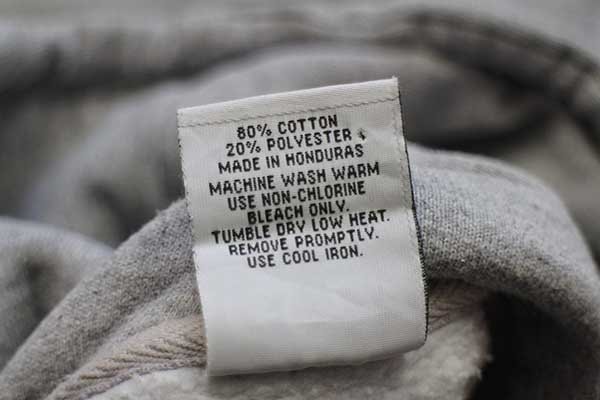 80% COTTON
20% POLYESTER
MADE IN HONDURAS
MACHINE WASH WARM
USE NON-CHLORINE
BLEACH ONLY.
TUMBLE DRY LOW HEAT.
REMOVE PROMPTLY.
USE COOL IRON.